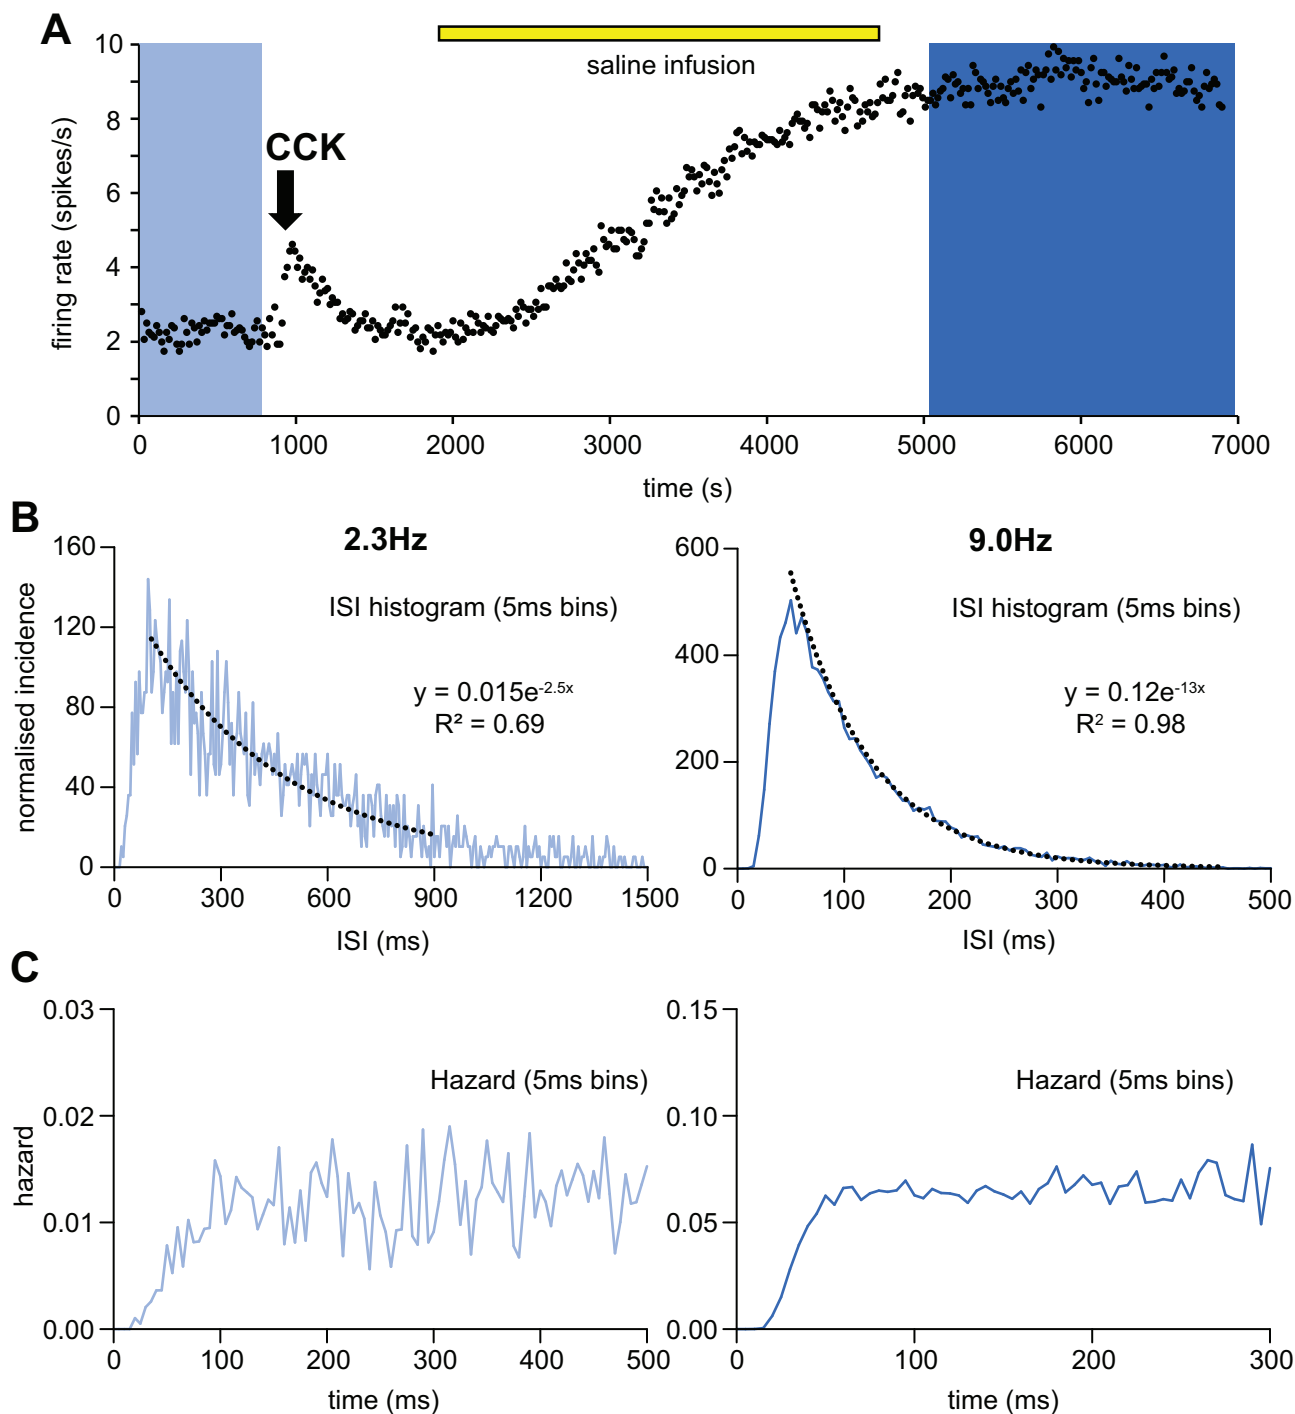 A
saline infusion
CCK
firing rate (spikes/s)
10
8
6
4
2
0
0 1000 2000 3000 4000 5000 6000 7000
time (s)
B
2.3Hz
ISI histogram (5ms bins)
y = 0.015e^-2.5x
R² = 0.69
normalised incidence
160
120
80
40
0
0 300 600 900 1200 1500
ISI (ms)
9.0Hz
ISI histogram (5ms bins)
y = 0.12e^-13x
R² = 0.98
600
400
200
0
0 100 200 300 400 500
ISI (ms)
C
Hazard (5ms bins)
hazard
0.03
0.02
0.01
0.00
0 100 200 300 400 500
time (ms)
Hazard (5ms bins)
0.15
0.10
0.05
0.00
0 100 200 300
time (ms)